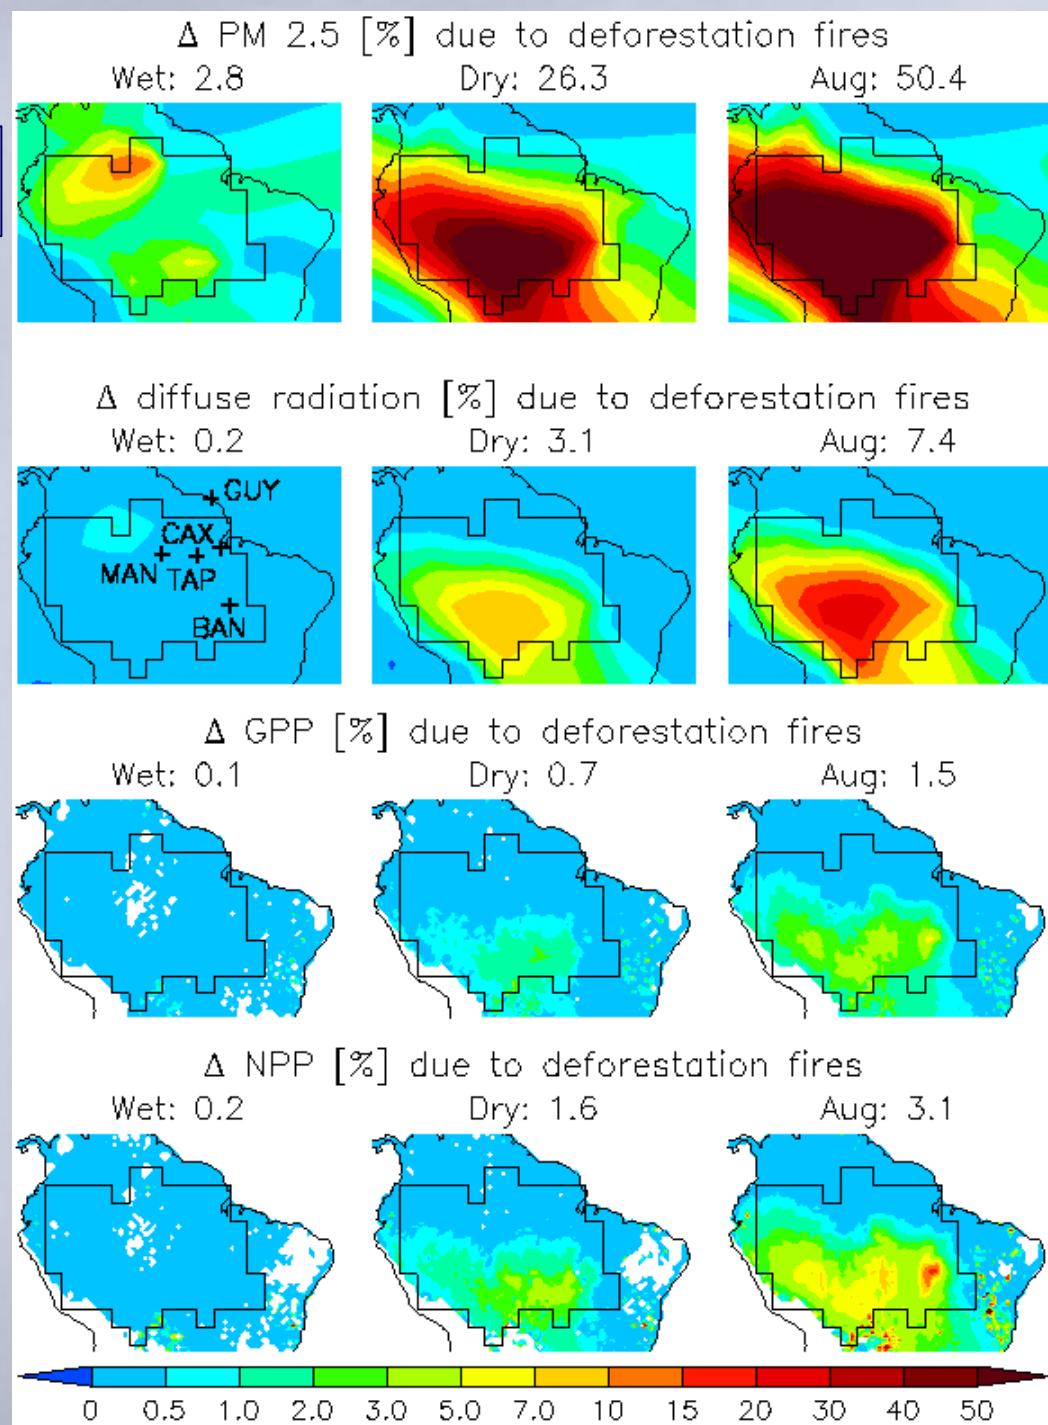 Δ PM 2.5 [%] due to deforestation fires
Wet: 2.8 Dry: 26.3 Aug: 50.4
Δ diffuse radiation [%] due to deforestation fires
Wet: 0.2 Dry: 3.1 Aug: 7.4
GUY
CAX
MAN TAP
BAN
Δ GPP [%] due to deforestation fires
Wet: 0.1 Dry: 0.7 Aug: 1.5
Δ NPP [%] due to deforestation fires
Wet: 0.2 Dry: 1.6 Aug: 3.1
0 0.5 1.0 2.0 3.0 5.0 7.0 10 15 20 30 40 50